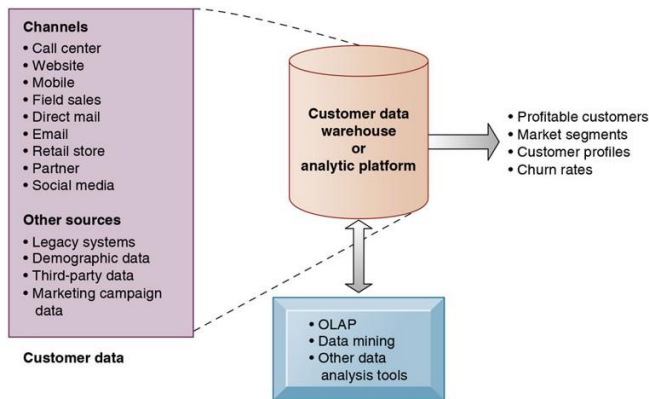 Channels
• Call center
• Website
• Mobile
• Field sales
• Direct mail
• Email
• Retail store
• Partner
• Social media
Other sources
• Legacy systems
• Demographic data
• Third-party data
• Marketing campaign
data
Customer data
Customer data
warehouse
or
analytic platform
• Profitable customers
• Market segments
• Customer profiles
• Churn rates
• OLAP
• Data mining
• Other data
analysis tools